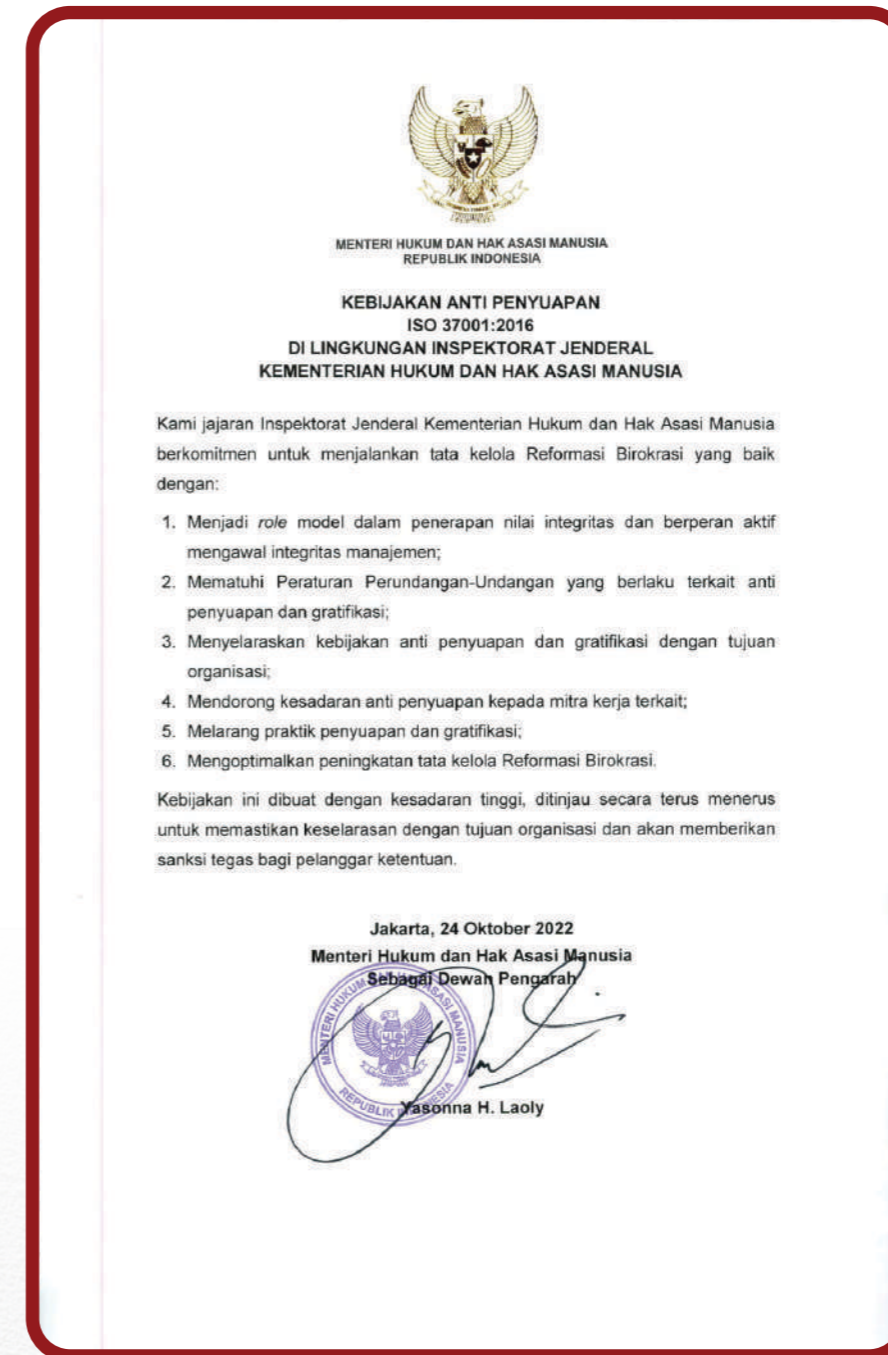 MENTERI HUKUM DAN HAK ASASI MANUSIA
REPUBLIK INDONESIA
KEBIJAKAN ANTI PENYUAPAN
ISO 37001:2016
DI LINGKUNGAN INSPEKTORAT JENDERAL
KEMENTERIAN HUKUM DAN HAK ASASI MANUSIA
Kami jajaran Inspektorat Jenderal Kementerian Hukum dan Hak Asasi Manusia
berkomitmen untuk menjalankan tata kelola Reformasi Birokrasi yang baik
dengan:
1. Menjadi role model dalam penerapan nilai integritas dan berperan aktif
mengawal integritas manajemen;
2. Mematuhi Peraturan Perundangan-Undangan yang berlaku terkait anti
penyuapan dan gratifikasi;
3. Menyelaraskan kebijakan anti penyuapan dan gratifikasi dengan tujuan
organisasi;
4. Mendorong kesadaran anti penyuapan kepada mitra kerja terkait;
5. Melarang praktik penyuapan dan gratifikasi;
6. Mengoptimalkan peningkatan tata kelola Reformasi Birokrasi.
Kebijakan ini dibuat dengan kesadaran tinggi, ditinjau secara terus menerus
untuk memastikan keselarasan dengan tujuan organisasi dan akan memberikan
sanksi tegas bagi pelanggar ketentuan.
Jakarta, 24 Oktober 2022
Menteri Hukum dan Hak Asasi Manusia
Sebagai Dewan Pengarah
MENTERI HUKUM DAN HAK ASASI MANUSIA
REPUBLIK INDONESIA
Yasonna H. Laoly